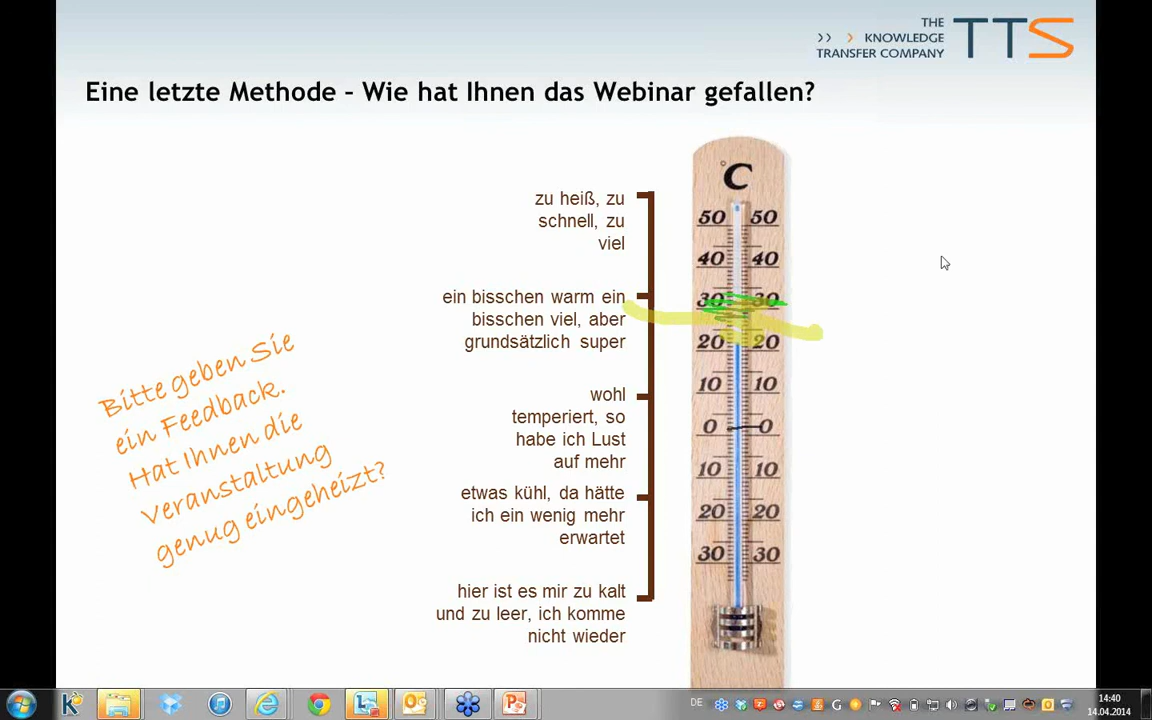 THE
KNOWLEDGE
TRANSFER COMPANY
TTS
Eine letzte Methode – Wie hat Ihnen das Webinar gefallen?
°C
zu heiß, zu
schnell, zu
viel
50 50
40 40
ein bisschen warm ein
bisschen viel, aber
grundsätzlich super
30 30
20 20
Bitte geben Sie
ein Feedback.
Hat Ihnen die
Veranstaltung
genug eingeheizt?
10 10
wohl
temperiert, so
habe ich Lust
auf mehr
0 0
10 10
etwas kühl, da hätte
ich ein wenig mehr
erwartet
20 20
30 30
hier ist es mir zu kalt
und zu leer, ich komme
nicht wieder
DE
14:40
14.04.2014